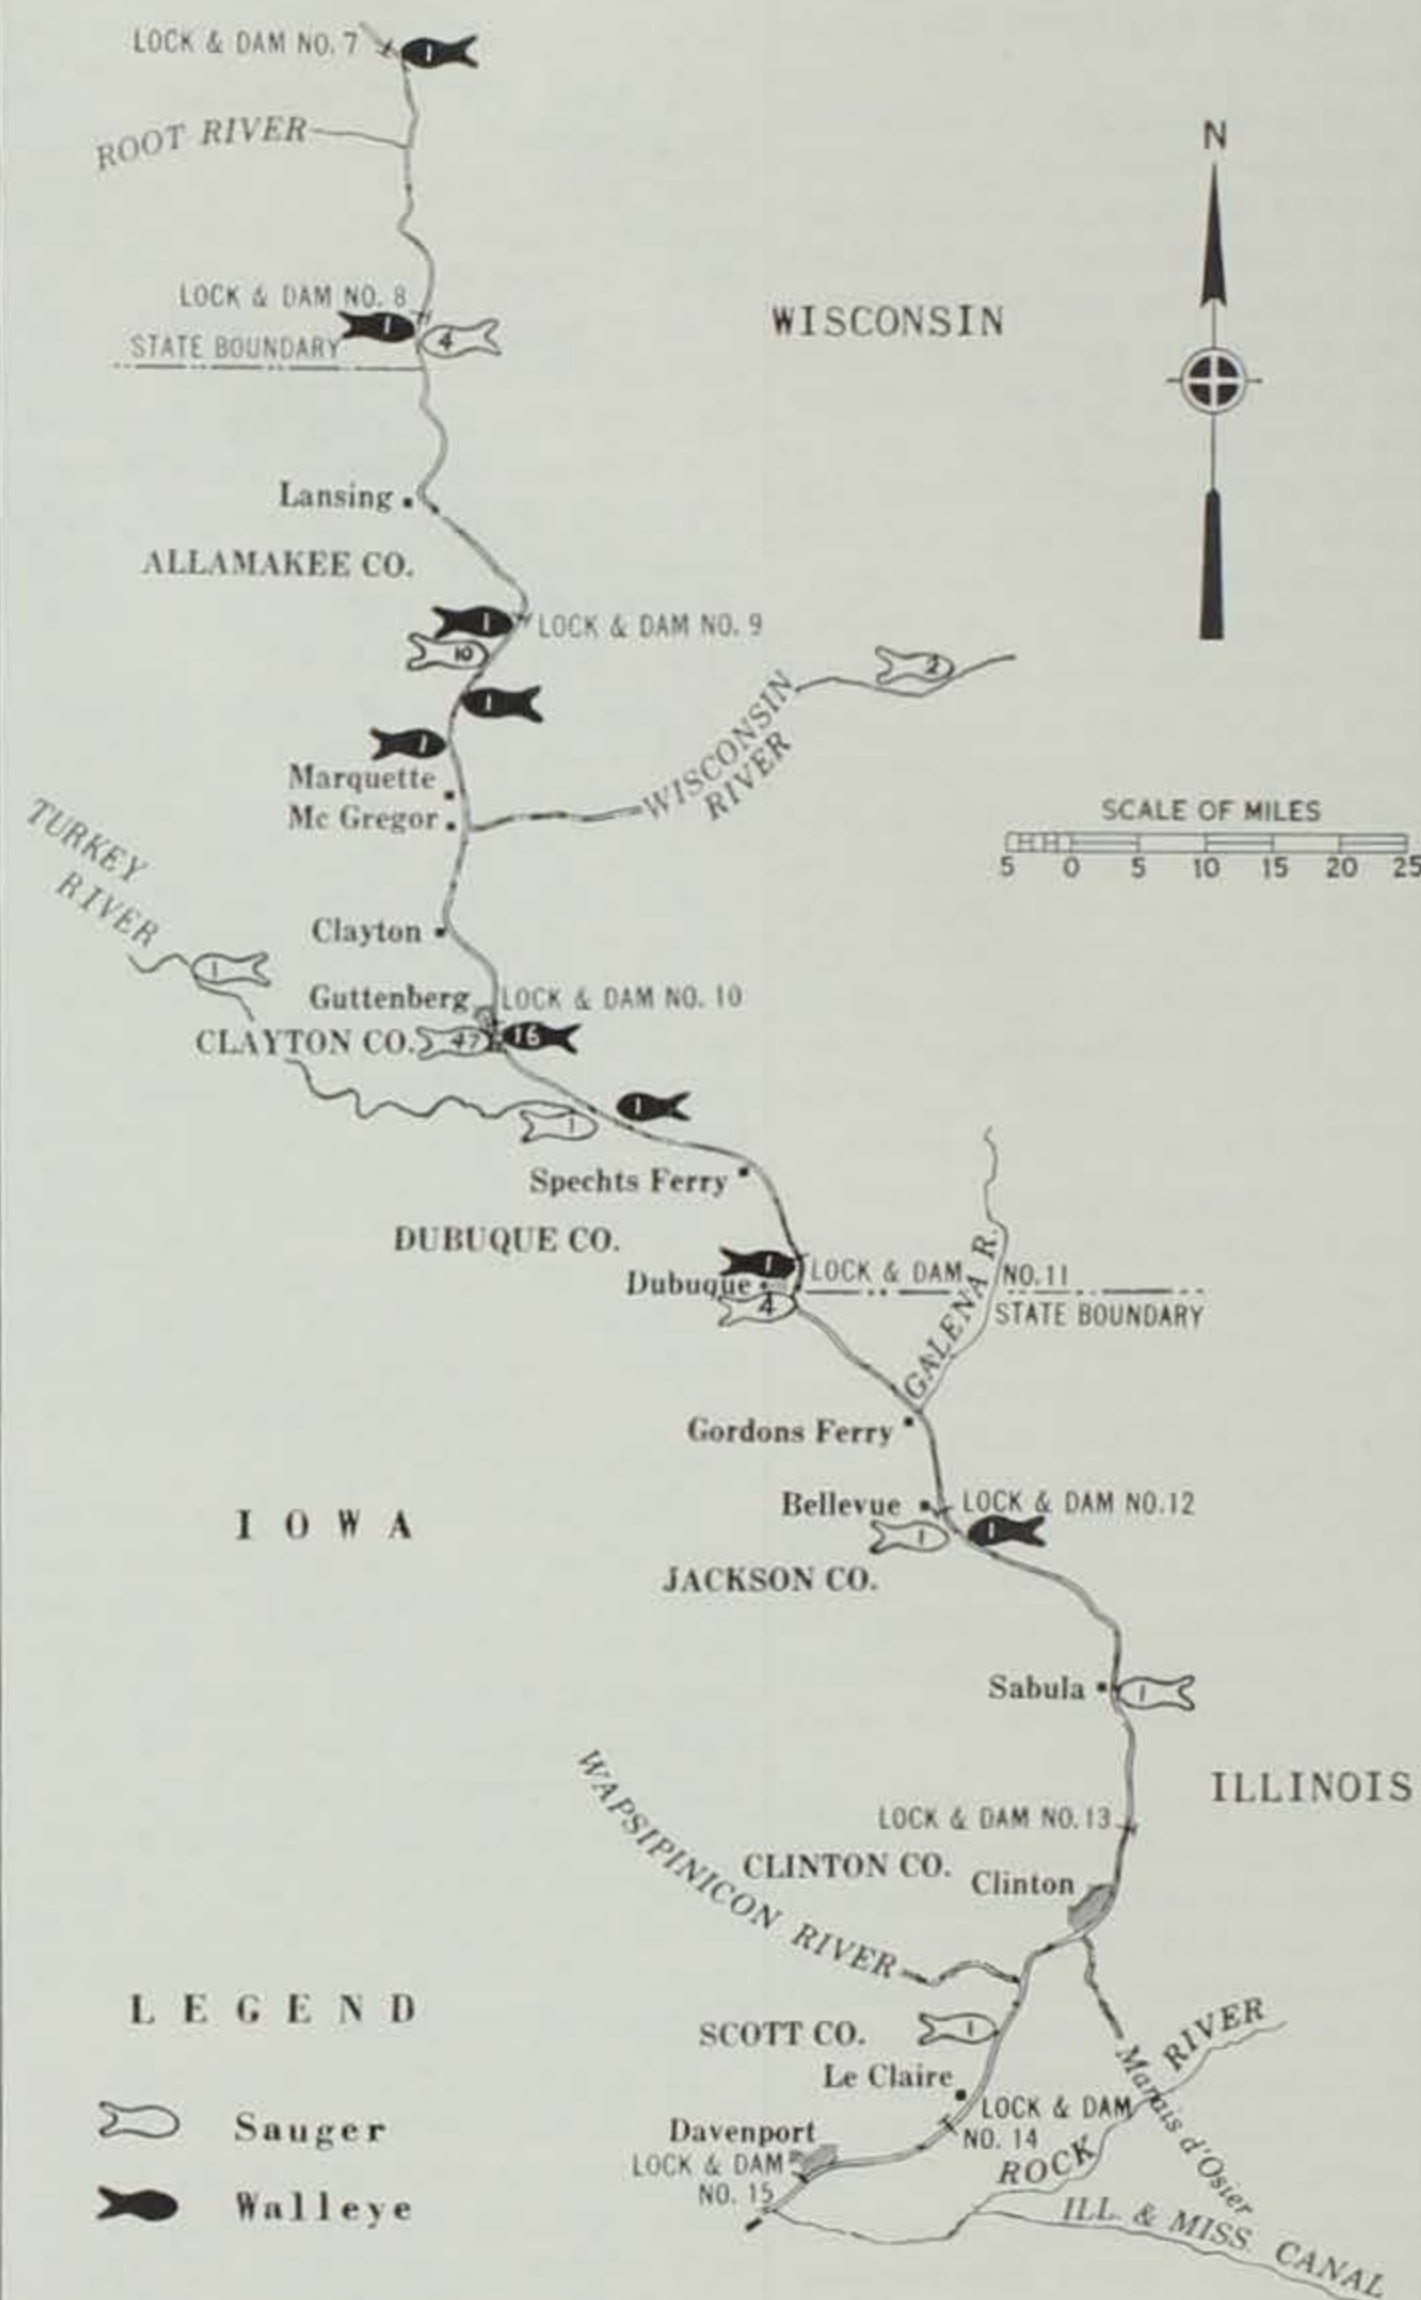 LOCK & DAM NO. 7
1
ROOT RIVER
N
LOCK & DAM NO. 8
1
4
STATE BOUNDARY
WISCONSIN
Lansing
ALLAMAKEE CO.
1
LOCK & DAM NO. 9
10
2
1
WISCONSIN
RIVER
1
Marquette
Mc Gregor
SCALE OF MILES
5 0 5 10 15 20 25
TURKEY
RIVER
Clayton
1
Guttenberg
LOCK & DAM NO. 10
CLAYTON CO.
47
16
1
1
Spechts Ferry
DUBUQUE CO.
1
LOCK & DAM NO. 11
Dubuque
4
STATE BOUNDARY
GALENA R.
Gordons Ferry
Bellevue
LOCK & DAM NO. 12
1
1
IOWA
JACKSON CO.
Sabula
1
ILLINOIS
WAPSIPINICON RIVER
LOCK & DAM NO. 13
CLINTON CO.
Clinton
LEGEND
SCOTT CO.
1
Le Claire
LOCK & DAM
NO. 14
Marais d'Osier
ROCK RIVER
Sauger
Davenport
LOCK & DAM
NO. 15
Walleye
ILL. & MISS. CANAL